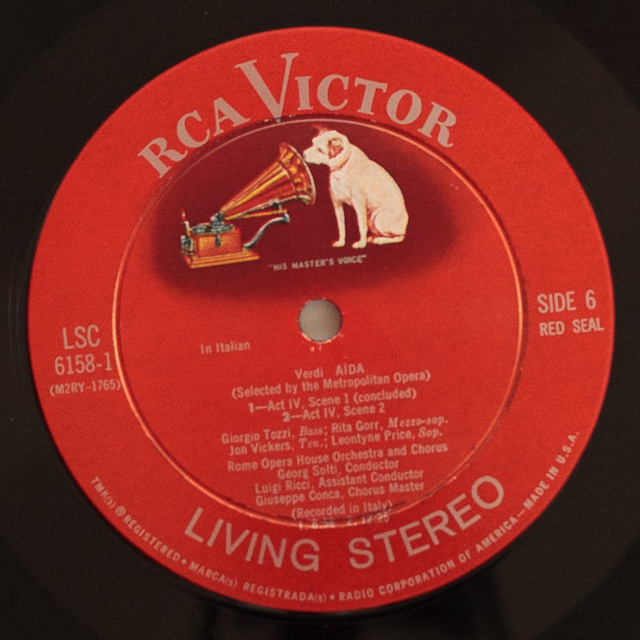 RCA VICTOR
"HIS MASTER'S VOICE"
LSC
6158-1
(M2RY-1765)
SIDE 6
RED SEAL
In Italian
Verdi AÏDA
(Selected by the Metropolitan Opera)
1—Act IV, Scene 1 (concluded)
2—Act IV, Scene 2
Giorgio Tozzi, Bass; Rita Gorr, Mezzo-sop.
Jon Vickers, Ten.; Leontyne Price, Sop.
Rome Opera House Orchestra and Chorus
Georg Solti, Conductor
Luigi Ricci, Assistant Conductor
Giuseppe Conca, Chorus Master
(Recorded in Italy)
LIVING STEREO
TMK(s) ® REGISTERED • MARCA(s) REGISTRADA(s) • RADIO CORPORATION OF AMERICA—MADE IN U.S.A.